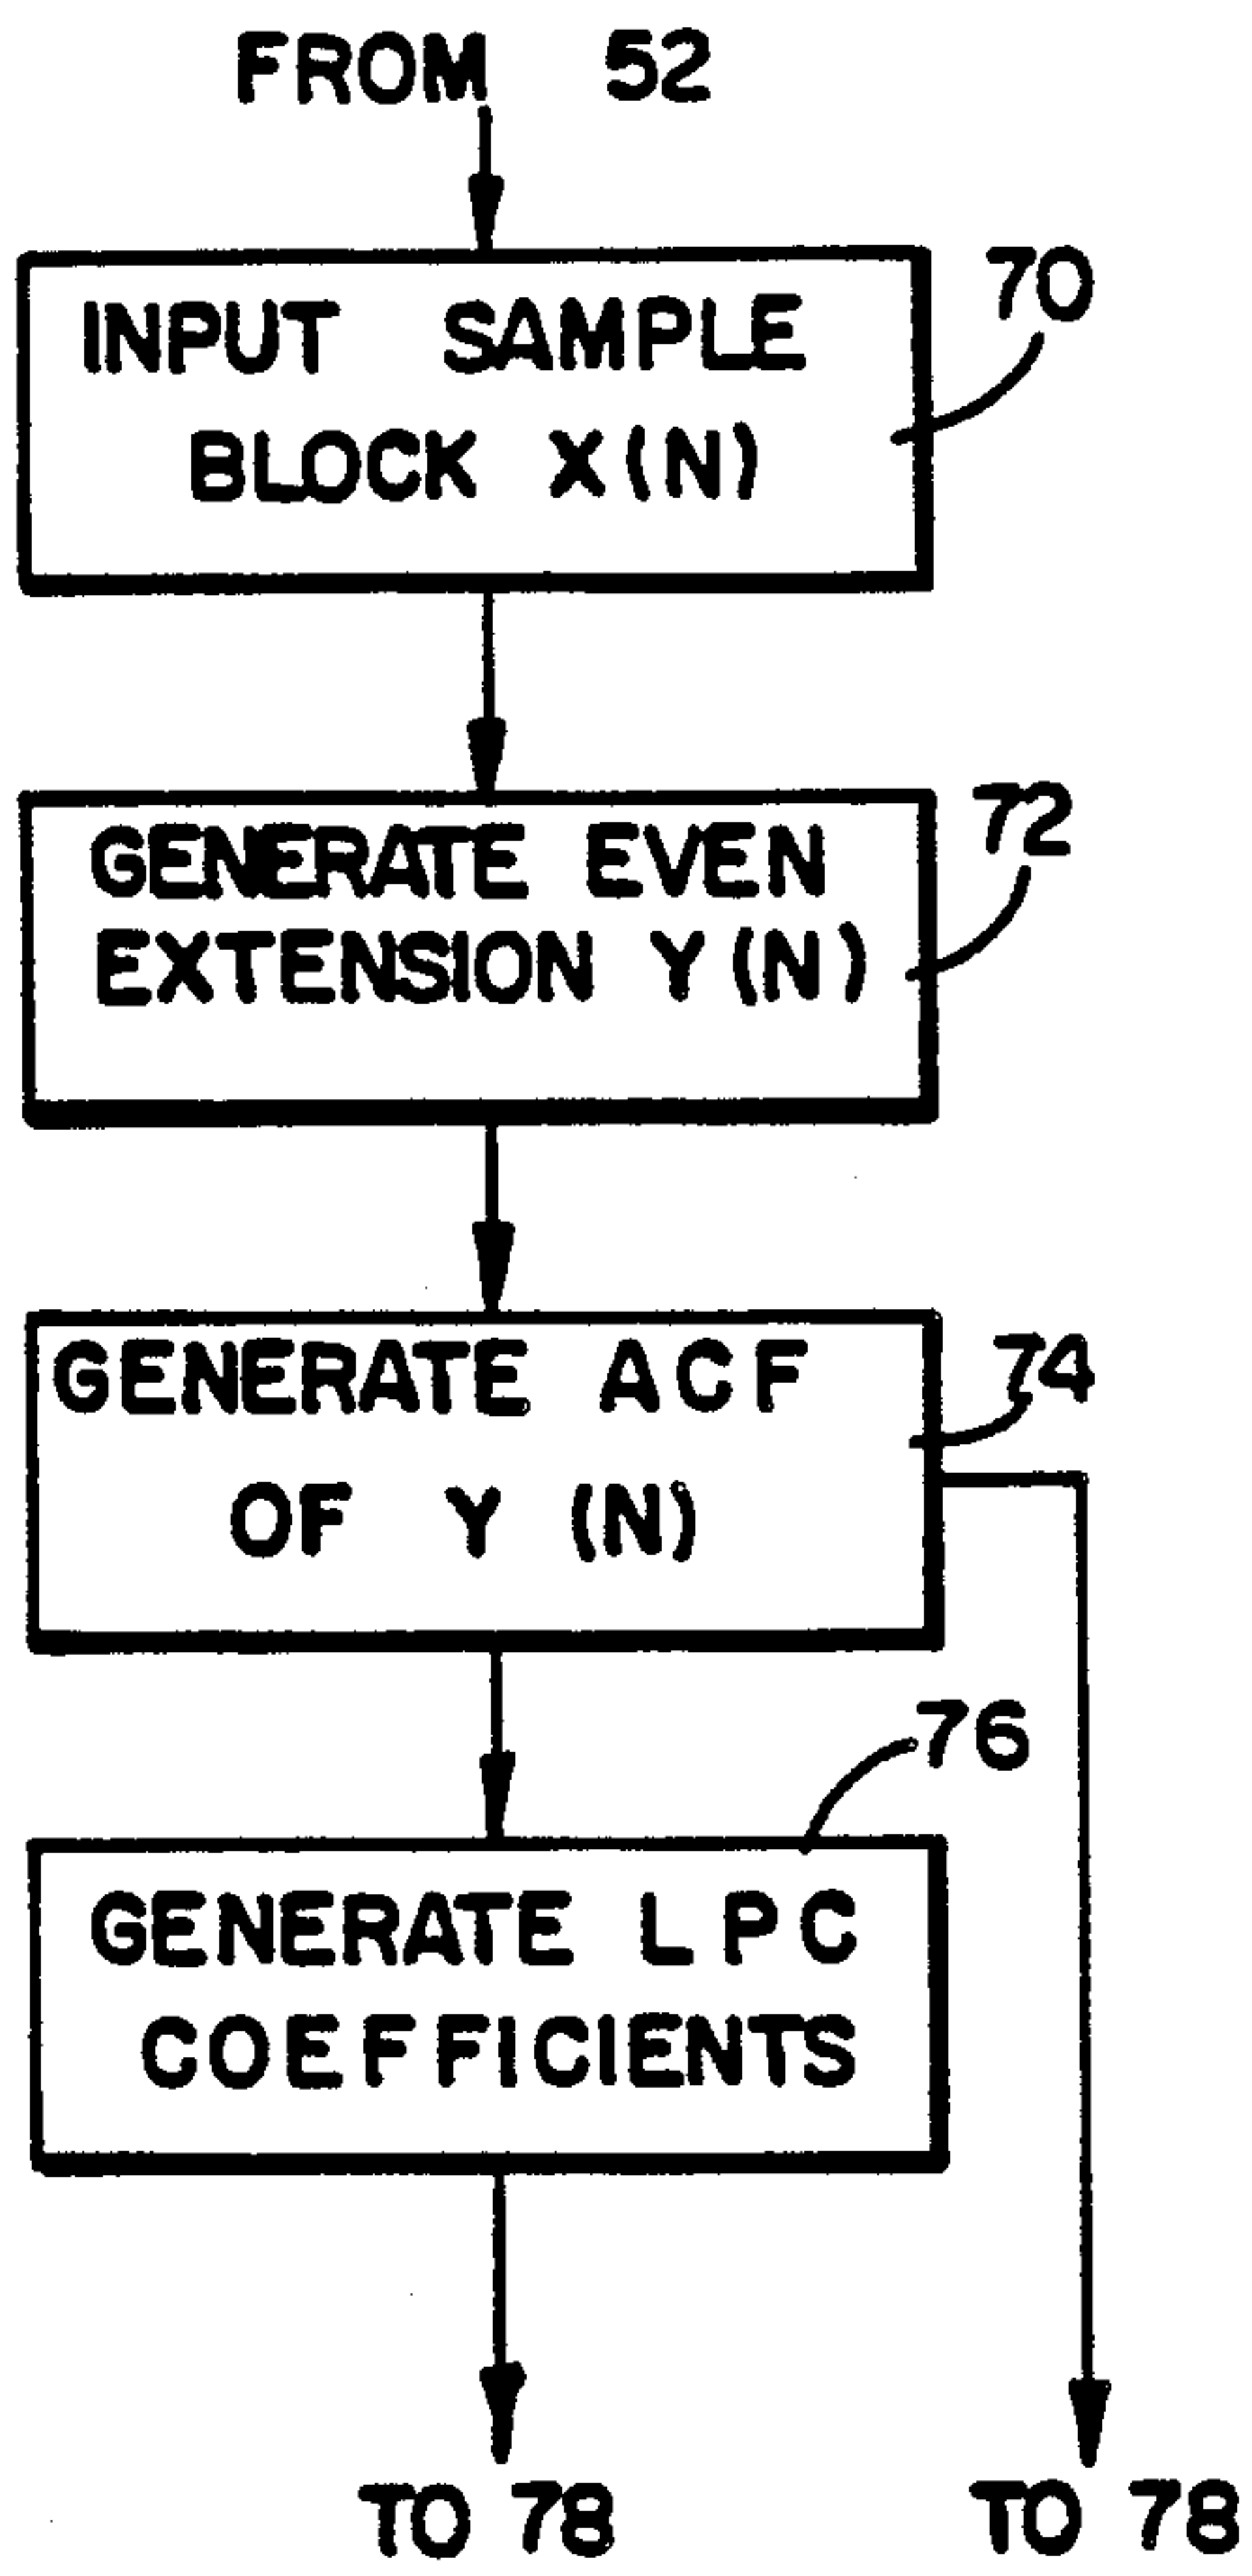 FROM 52
70
INPUT SAMPLE
BLOCK X(N)
72
GENERATE EVEN
EXTENSION Y(N)
74
GENERATE ACF
OF Y (N)
76
GENERATE LPC
COEFFICIENTS
TO 78
TO 78